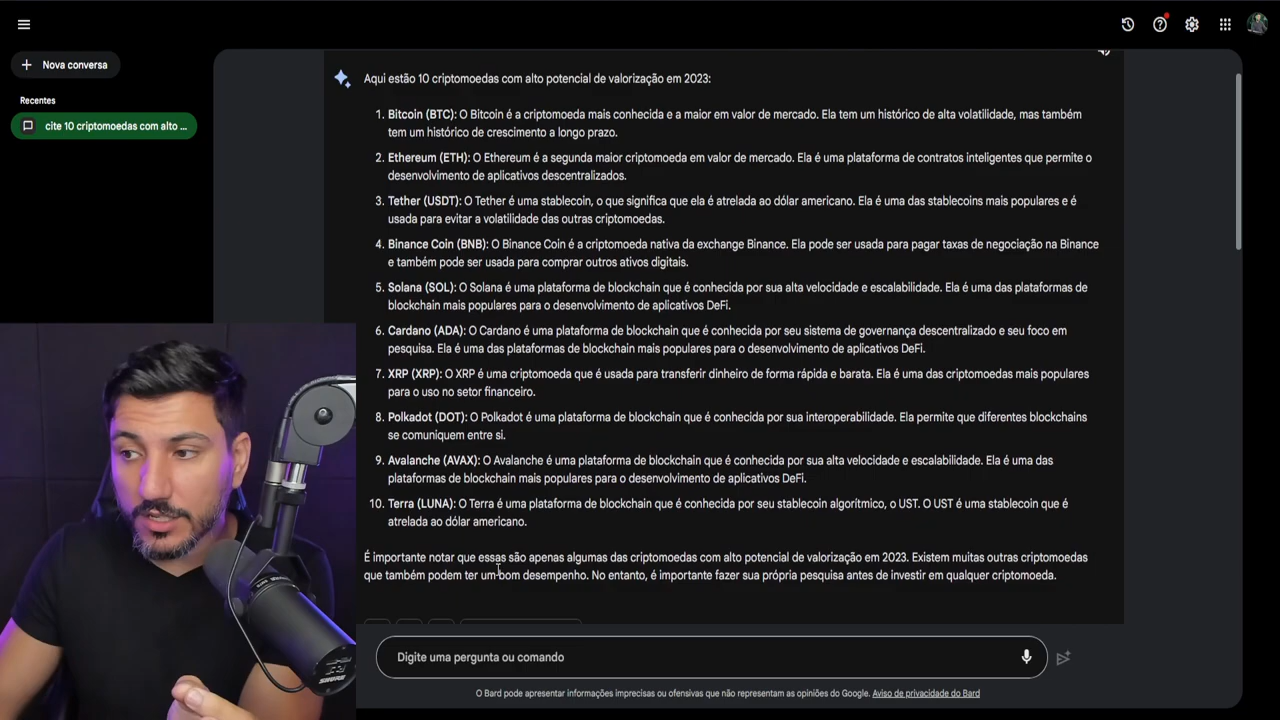 Nova conversa
Recentes
cite 10 criptomoedas com alto ...
Aqui estão 10 criptomoedas com alto potencial de valorização em 2023:
1. Bitcoin (BTC): O Bitcoin é a criptomoeda mais conhecida e a maior em valor de mercado. Ela tem um histórico de alta volatilidade, mas também
tem um histórico de crescimento a longo prazo.
2. Ethereum (ETH): O Ethereum é a segunda maior criptomoeda em valor de mercado. Ela é uma plataforma de contratos inteligentes que permite o
desenvolvimento de aplicativos descentralizados.
3. Tether (USDT): O Tether é uma stablecoin, o que significa que ela é atrelada ao dólar americano. Ela é uma das stablecoins mais populares e é
usada para evitar a volatilidade das outras criptomoedas.
4. Binance Coin (BNB): O Binance Coin é a criptomoeda nativa da exchange Binance. Ela pode ser usada para pagar taxas de negociação na Binance
e também pode ser usada para comprar outros ativos digitais.
5. Solana (SOL): O Solana é uma plataforma de blockchain que é conhecida por sua alta velocidade e escalabilidade. Ela é uma das plataformas de
blockchain mais populares para o desenvolvimento de aplicativos DeFi.
6. Cardano (ADA): O Cardano é uma plataforma de blockchain que é conhecida por seu sistema de governança descentralizado e seu foco em
pesquisa. Ela é uma das plataformas de blockchain mais populares para o desenvolvimento de aplicativos DeFi.
7. XRP (XRP): O XRP é uma criptomoeda que é usada para transferir dinheiro de forma rápida e barata. Ela é uma das criptomoedas mais populares
para o uso no setor financeiro.
8. Polkadot (DOT): O Polkadot é uma plataforma de blockchain que é conhecida por sua interoperabilidade. Ela permite que diferentes blockchains
se comuniquem entre si.
9. Avalanche (AVAX): O Avalanche é uma plataforma de blockchain que é conhecida por sua alta velocidade e escalabilidade. Ela é uma das
plataformas de blockchain mais populares para o desenvolvimento de aplicativos DeFi.
10. Terra (LUNA): O Terra é uma plataforma de blockchain que é conhecida por seu stablecoin algorítmico, o UST. O UST é uma stablecoin que é
atrelada ao dólar americano.
É importante notar que essas são apenas algumas das criptomoedas com alto potencial de valorização em 2023. Existem muitas outras criptomoedas
que também podem ter um bom desempenho. No entanto, é importante fazer sua própria pesquisa antes de investir em qualquer criptomoeda.
Digite uma pergunta ou comando
O Bard pode apresentar informações imprecisas ou ofensivas que não representam as opiniões do Google. Aviso de privacidade do Bard
SHURE